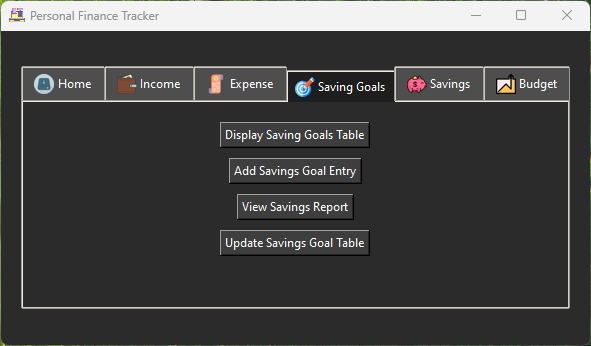 Personal Finance Tracker
Home Income Expense Saving Goals Savings Budget
Display Saving Goals Table
Add Savings Goal Entry
View Savings Report
Update Savings Goal Table